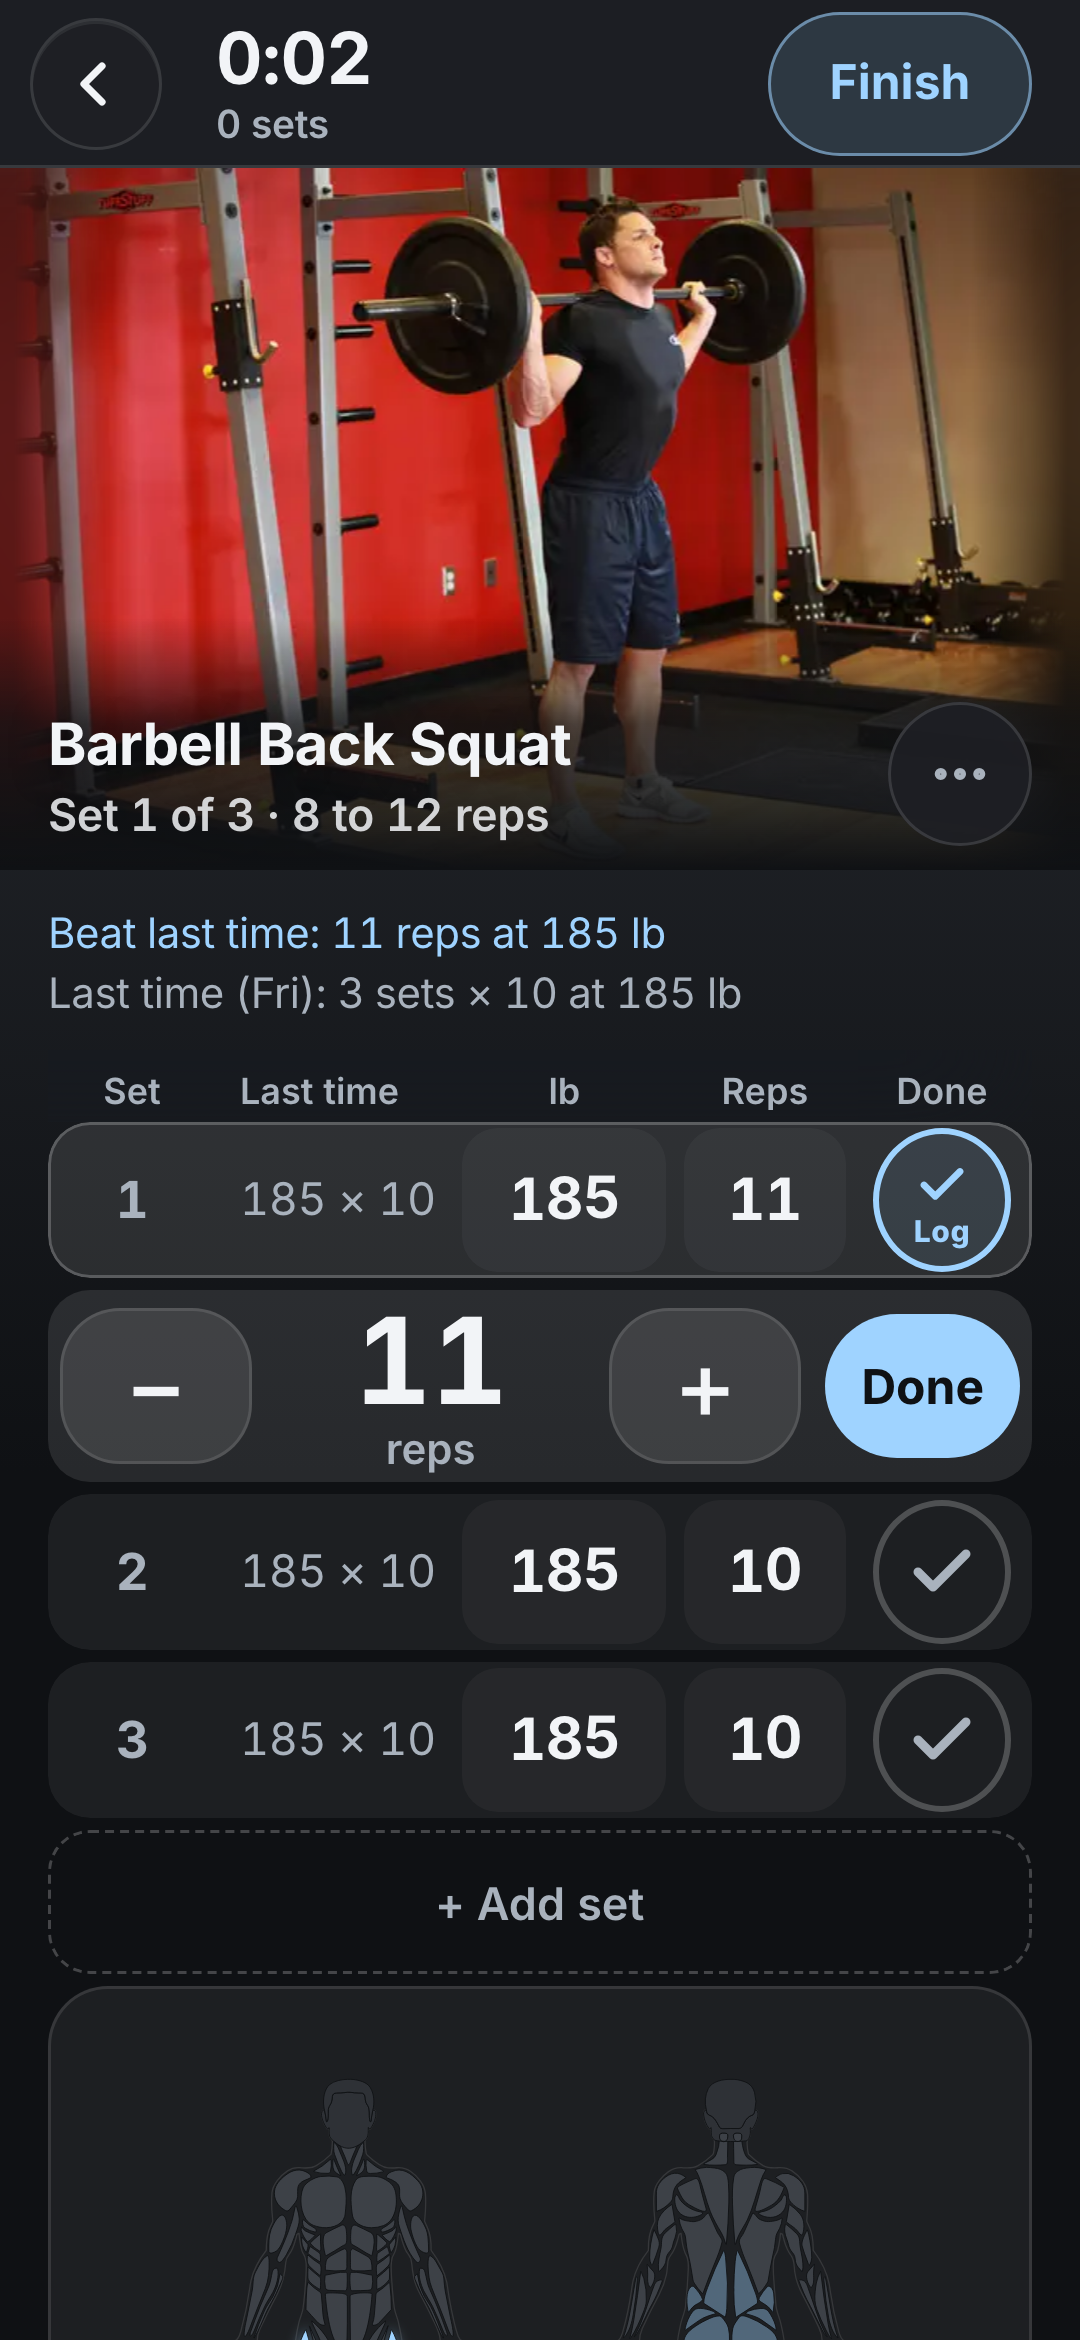 0:02
0 sets
Finish
Barbell Back Squat
Set 1 of 3 · 8 to 12 reps
Beat last time: 11 reps at 185 lb
Last time (Fri): 3 sets × 10 at 185 lb
Set Last time lb Reps Done
1 185 × 10 185 11 Log
− 11 + Done
reps
2 185 × 10 185 10
3 185 × 10 185 10
+ Add set